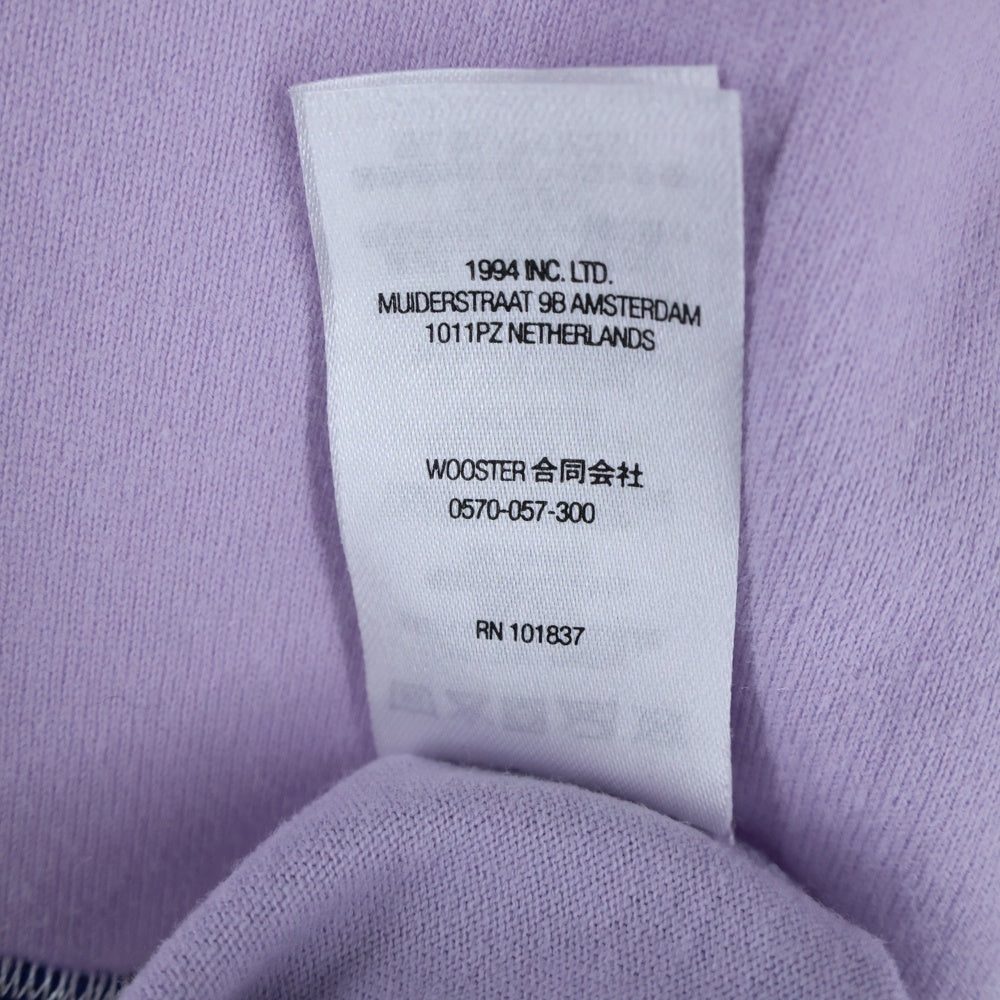 1994 INC. LTD.
MUIDERSTRAAT 9B AMSTERDAM
1011PZ NETHERLANDS
WOOSTER 合同会社
0570-057-300
RN 101837